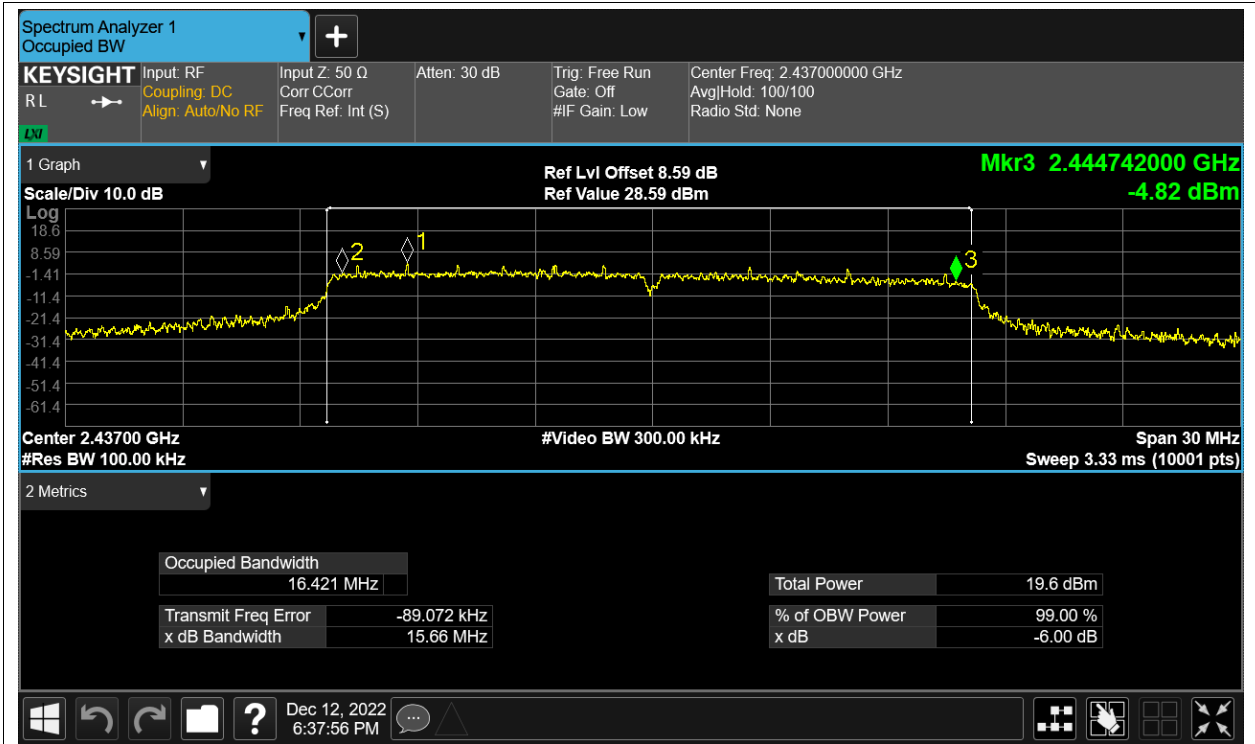 Spectrum Analyzer 1
Occupied BW
KEYSIGHT
R L
LXI
Input: RF
Coupling: DC
Align: Auto/No RF
Input Z: 50 Ω
Corr CCorr
Freq Ref: Int (S)
Atten: 30 dB
Trig: Free Run
Gate: Off
#IF Gain: Low
Center Freq: 2.437000000 GHz
Avg|Hold: 100/100
Radio Std: None
1 Graph
Scale/Div 10.0 dB
Ref Lvl Offset 8.59 dB
Ref Value 28.59 dBm
Mkr3 2.444742000 GHz
-4.82 dBm
Log
18.6
8.59
-1.41
-11.4
-21.4
-31.4
-41.4
-51.4
-61.4
2
1
3
Center 2.43700 GHz
#Res BW 100.00 kHz
#Video BW 300.00 kHz
Span 30 MHz
Sweep 3.33 ms (10001 pts)
2 Metrics
Occupied Bandwidth
16.421 MHz
Transmit Freq Error -89.072 kHz
x dB Bandwidth 15.66 MHz
Total Power 19.6 dBm
% of OBW Power 99.00 %
x dB -6.00 dB
?
Dec 12, 2022
6:37:56 PM